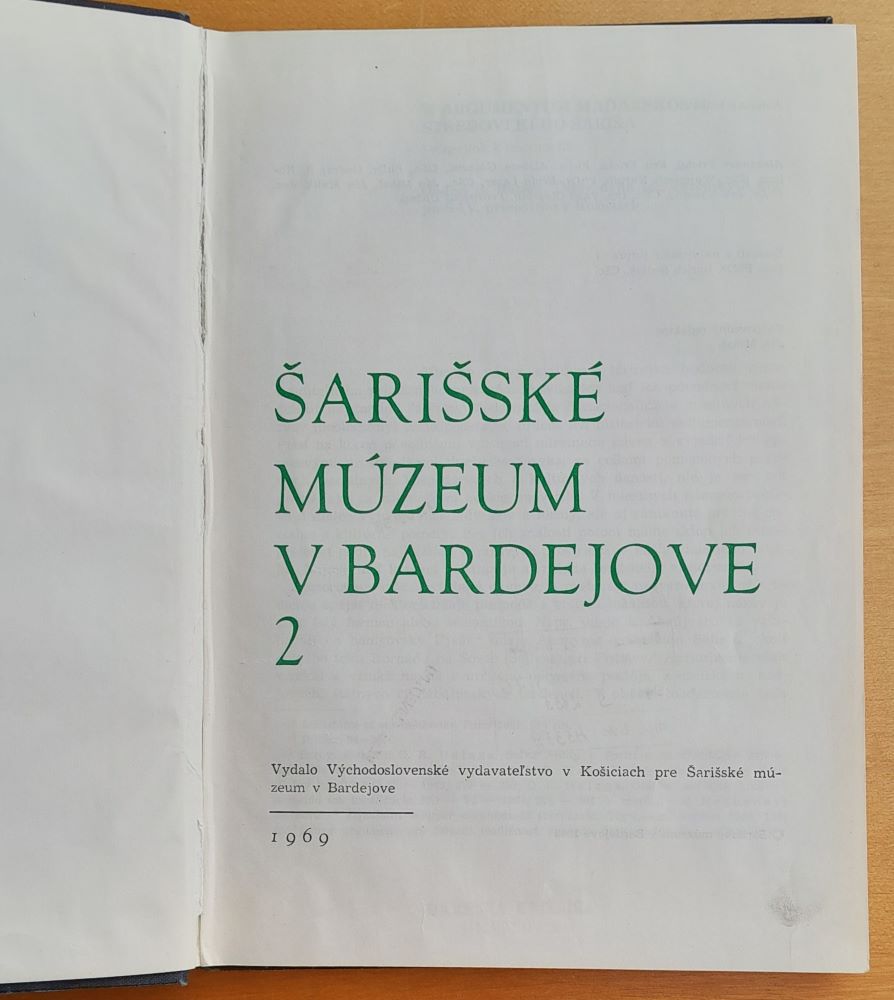 ŠARIŠSKÉ
MÚZEUM
V BARDEJOVE
2
Vydalo Východoslovenské vydavateľstvo v Košiciach pre Šarišské mú-
zeum v Bardejove
1969